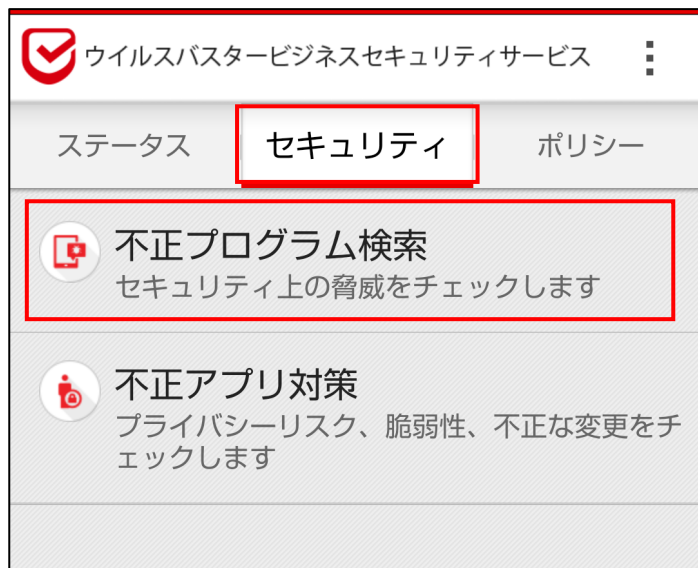 ウイルスバスタービジネスセキュリティサービス
ステータス セキュリティ ポリシー
不正プログラム検索
セキュリティ上の脅威をチェックします
不正アプリ対策
プライバシーリスク、脆弱性、不正な変更をチ
ェックします